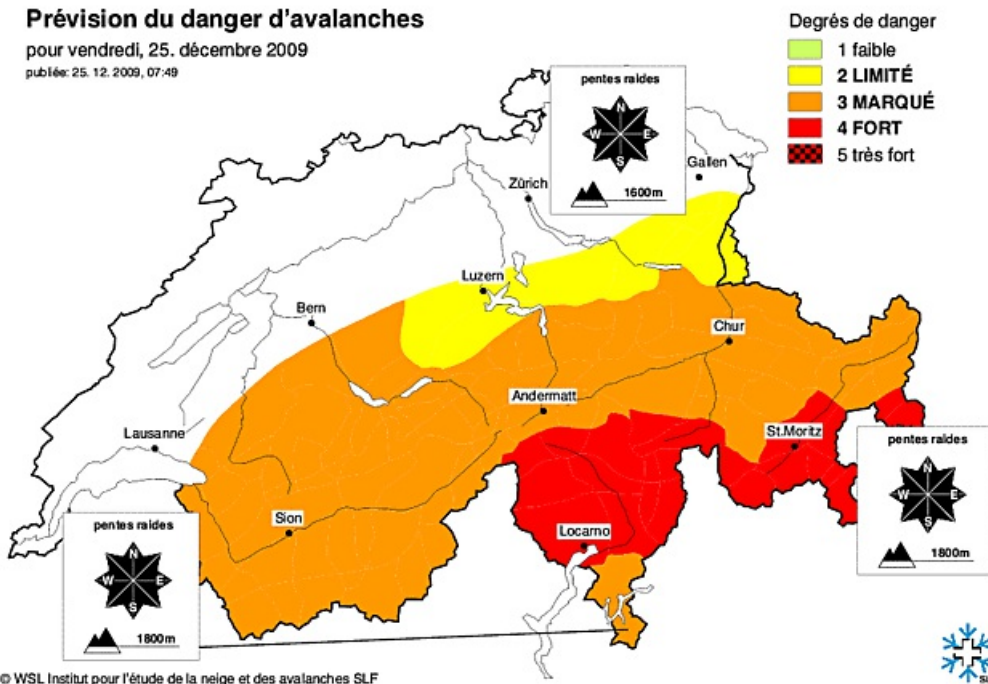 Prévision du danger d'avalanches
pour vendredi, 25. décembre 2009
publiée: 25. 12. 2009, 07:49
Degrés de danger
1 faible
2 LIMITÉ
3 MARQUÉ
4 FORT
5 très fort
pentes raides
N
W E
S
1600m
Gallen
Zürich
Luzern
Bern
Chur
Andermatt
St.Moritz
Lausanne
pentes raides
N
W E
S
1800m
Sion
Locarno
pentes raides
N
W E
S
1800m
© WSL Institut pour l'étude de la neige et des avalanches SLF